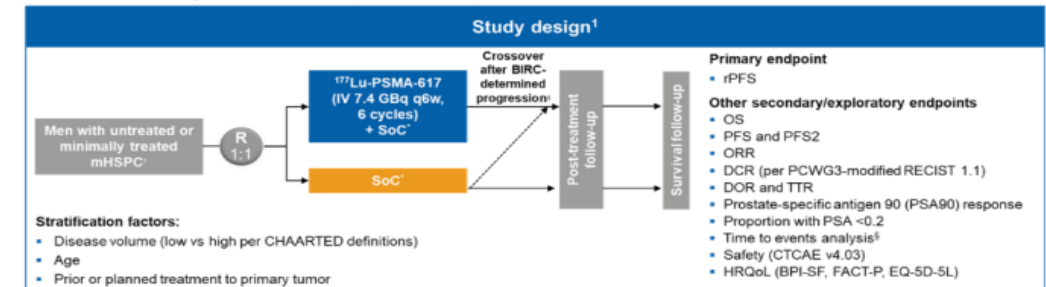 Study design¹
Crossover
after BIRC-
determined
progression‡
¹⁷⁷Lu-PSMA-617
(IV 7.4 GBq q6w,
6 cycles)
+ SoC*
Men with untreated or
minimally treated
mHSPC†
R
1:1
SoC*
Post-treatment
follow-up
Survival follow-up
Stratification factors:
▪ Disease volume (low vs high per CHAARTED definitions)
▪ Age
▪ Prior or planned treatment to primary tumor
Primary endpoint
▪ rPFS
Other secondary/exploratory endpoints
▪ OS
▪ PFS and PFS2
▪ ORR
▪ DCR (per PCWG3-modified RECIST 1.1)
▪ DOR and TTR
▪ Prostate-specific antigen 90 (PSA90) response
▪ Proportion with PSA <0.2
▪ Time to events analysis§
▪ Safety (CTCAE v4.03)
▪ HRQoL (BPI-SF, FACT-P, EQ-5D-5L)